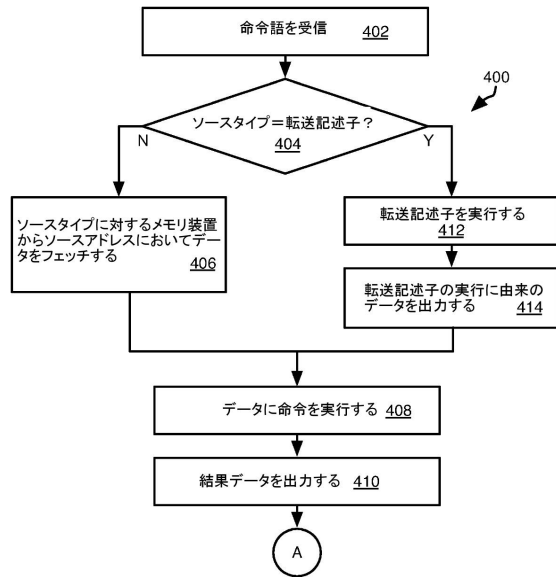 命令語を受信 402
400
ソースタイプ＝転送記述子？
404
N
Y
ソースタイプに対するメモリ装置
からソースアドレスにおいてデー
タをフェッチする 406
転送記述子を実行する
412
転送記述子の実行に由来の
データを出力する 414
データに命令を実行する 408
結果データを出力する 410
A